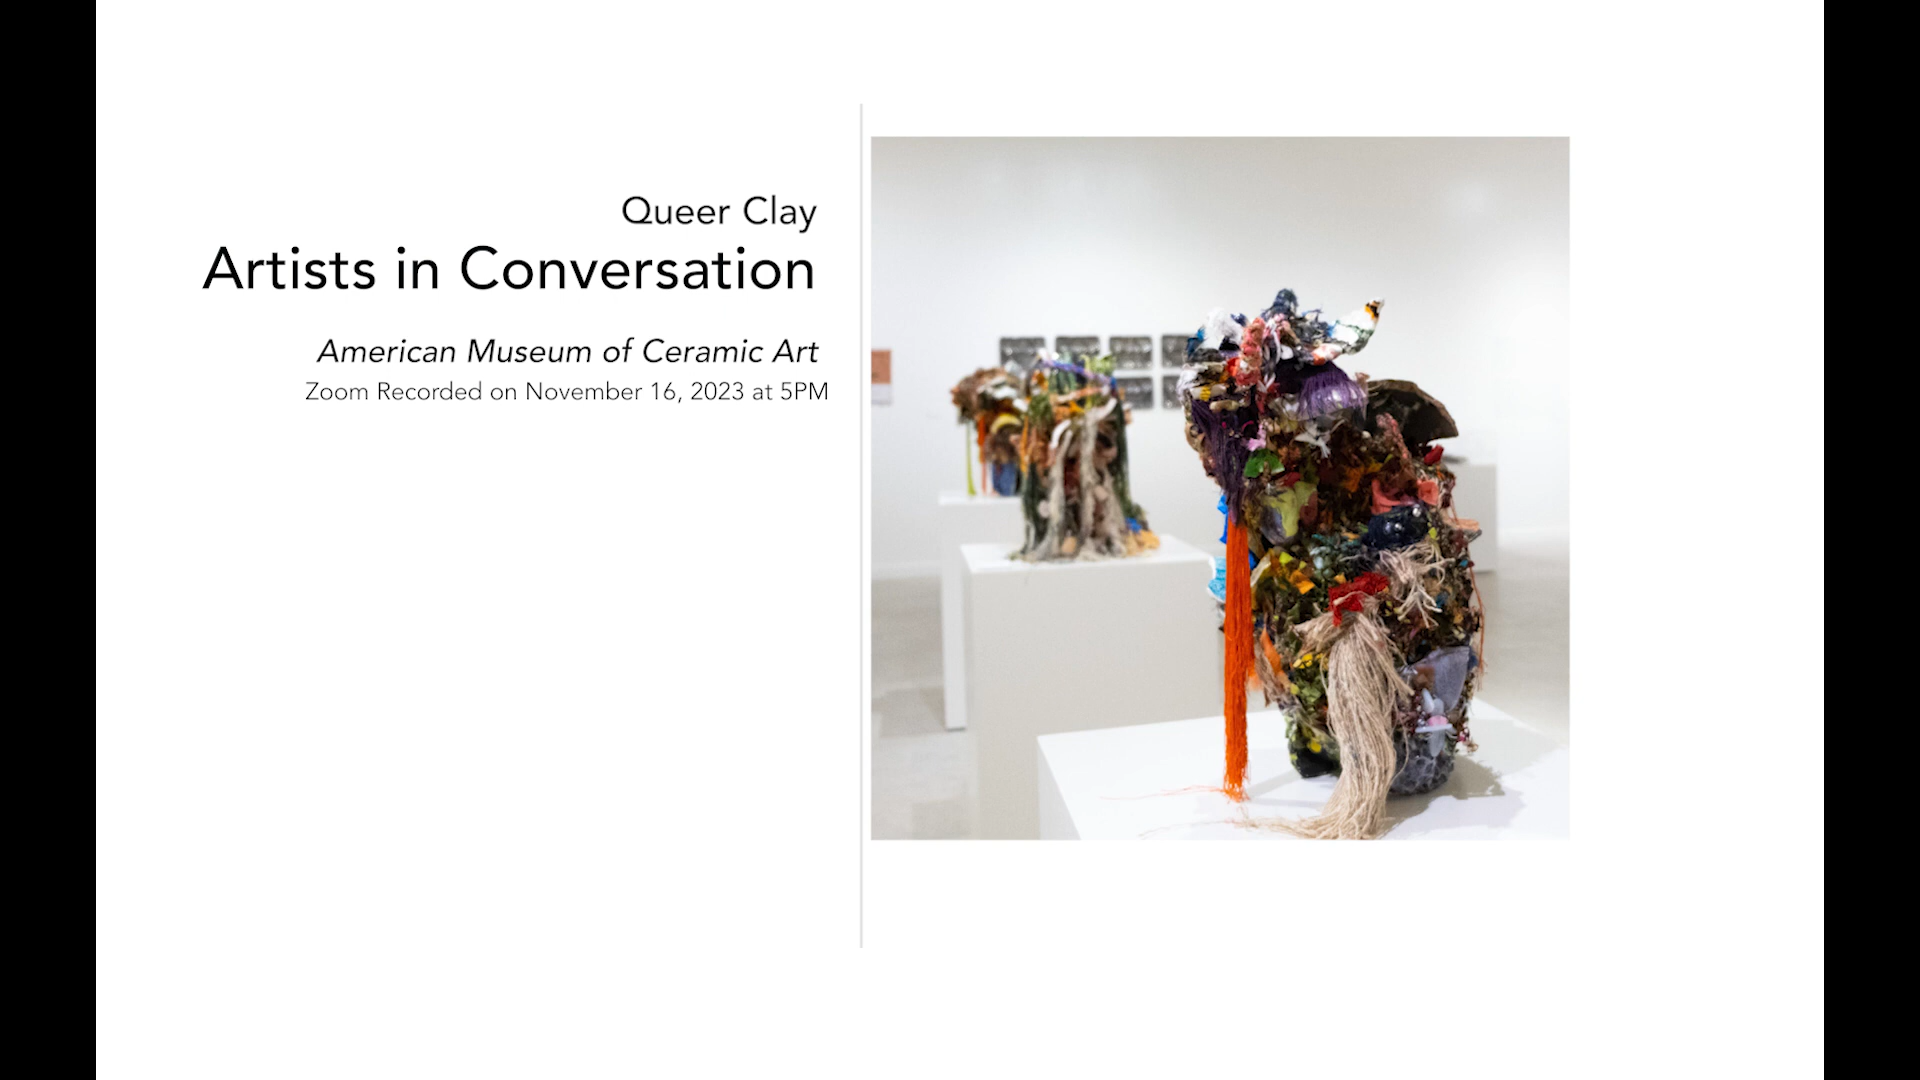 Queer Clay
Artists in Conversation
American Museum of Ceramic Art
Zoom Recorded on November 16, 2023 at 5PM